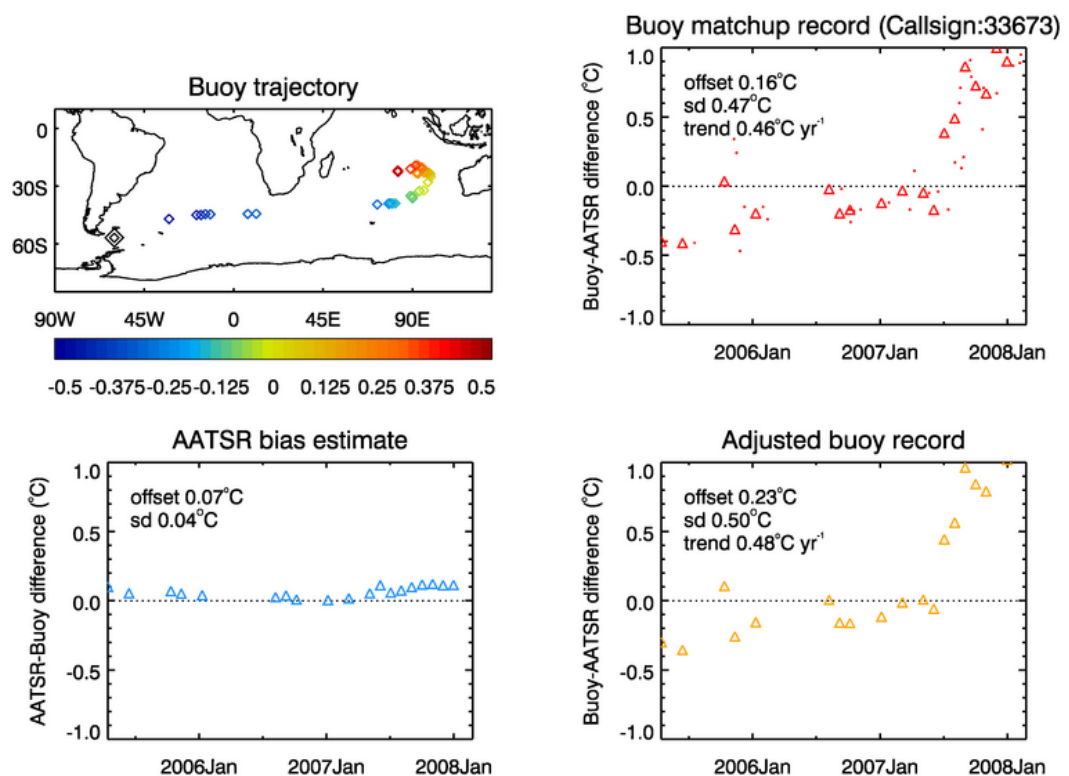 Buoy matchup record (Callsign:33673)
Buoy trajectory
0
30S
60S
90W 45W 0 45E 90E
-0.5 -0.375 -0.25 -0.125 0 0.125 0.25 0.375 0.5
Buoy-AATSR difference (°C)
1.0
0.5
0.0
-0.5
-1.0
offset 0.16°C
sd 0.47°C
trend 0.46°C yr⁻¹
2006Jan 2007Jan 2008Jan
AATSR bias estimate
AATSR-Buoy difference (°C)
1.0
0.5
0.0
-0.5
-1.0
offset 0.07°C
sd 0.04°C
2006Jan 2007Jan 2008Jan
Adjusted buoy record
Buoy-AATSR difference (°C)
1.0
0.5
0.0
-0.5
-1.0
offset 0.23°C
sd 0.50°C
trend 0.48°C yr⁻¹
2006Jan 2007Jan 2008Jan